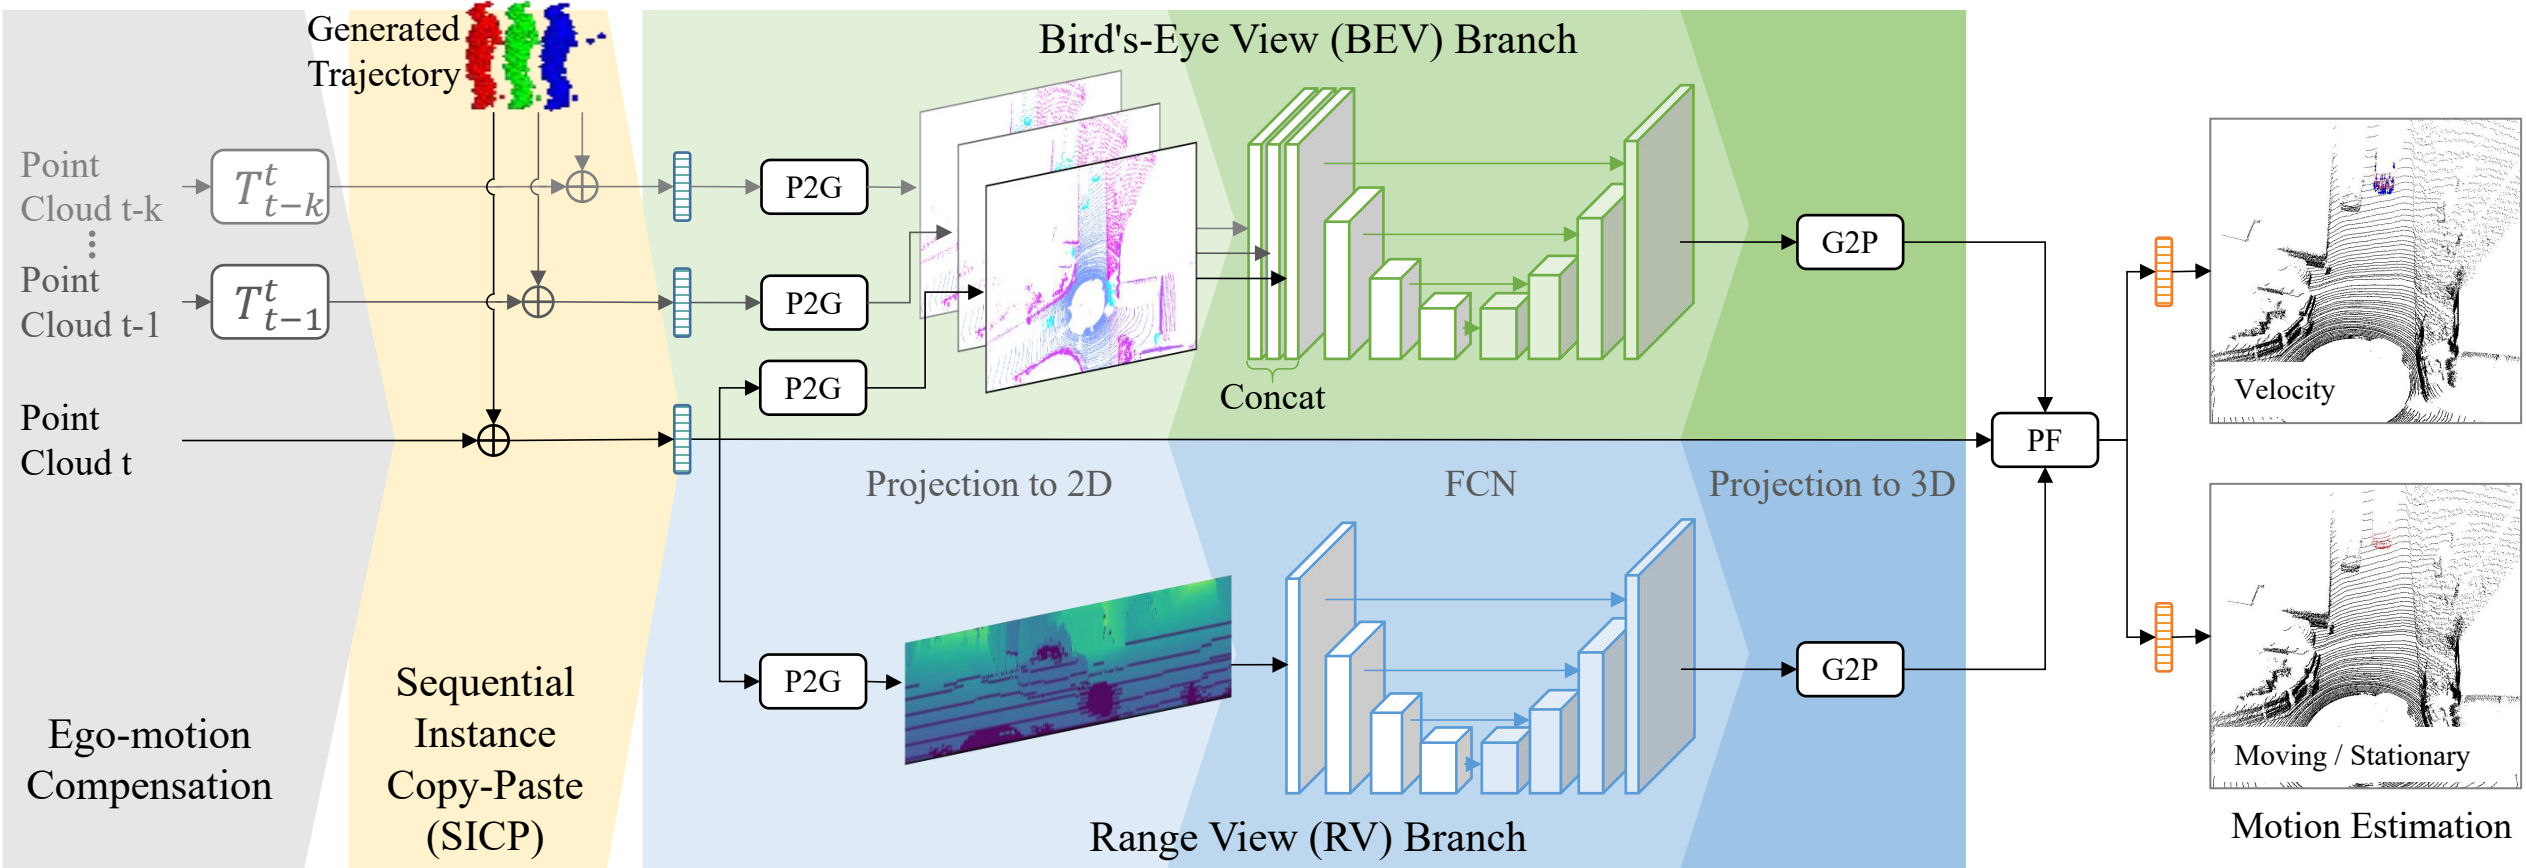 Generated
Trajectory
Bird's-Eye View (BEV) Branch
Point
Cloud t-k
T^t_{t-k}
P2G
⋮
Point
Cloud t-1
T^t_{t-1}
P2G
P2G
G2P
Concat
Velocity
Point
Cloud t
PF
Projection to 2D
FCN
Projection to 3D
P2G
G2P
Ego-motion
Compensation
Sequential
Instance
Copy-Paste
(SICP)
Range View (RV) Branch
Moving / Stationary
Motion Estimation